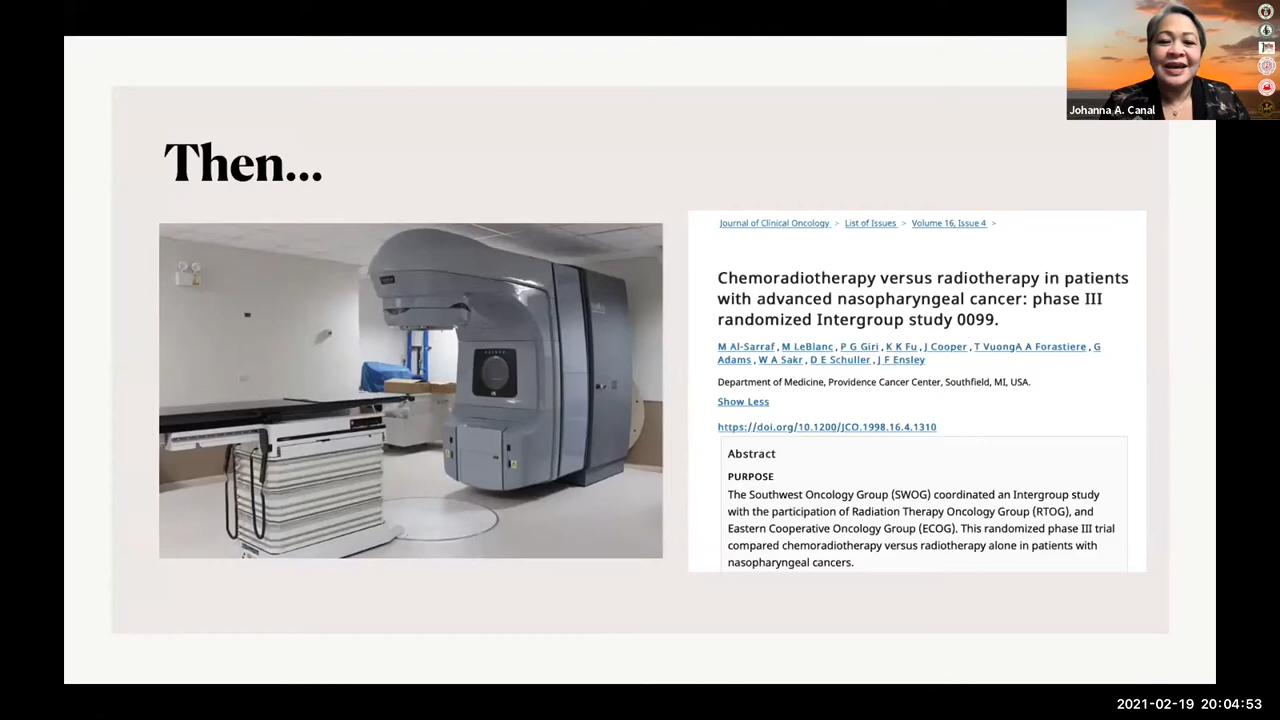 Johanna A. Canal
Then...
Journal of Clinical Oncology > List of Issues > Volume 16, Issue 4 >
Chemoradiotherapy versus radiotherapy in patients
with advanced nasopharyngeal cancer: phase III
randomized Intergroup study 0099.
M Al-Sarraf , M LeBlanc , P G Giri , K K Fu , J Cooper , T VuongA A Forastiere , G
Adams , W A Sakr , D E Schuller , J F Ensley
Department of Medicine, Providence Cancer Center, Southfield, MI, USA.
Show Less
https://doi.org/10.1200/JCO.1998.16.4.1310
Abstract
PURPOSE
The Southwest Oncology Group (SWOG) coordinated an Intergroup study
with the participation of Radiation Therapy Oncology Group (RTOG), and
Eastern Cooperative Oncology Group (ECOG). This randomized phase III trial
compared chemoradiotherapy versus radiotherapy alone in patients with
nasopharyngeal cancers.
2021-02-19 20:04:53